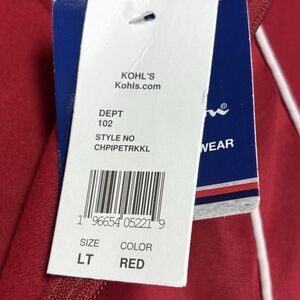 KOHL'S
Kohls.com
DEPT
102
STYLE NO
CHPIPETRKKL
WEAR
1 96654 05221 9
SIZE COLOR
LT RED